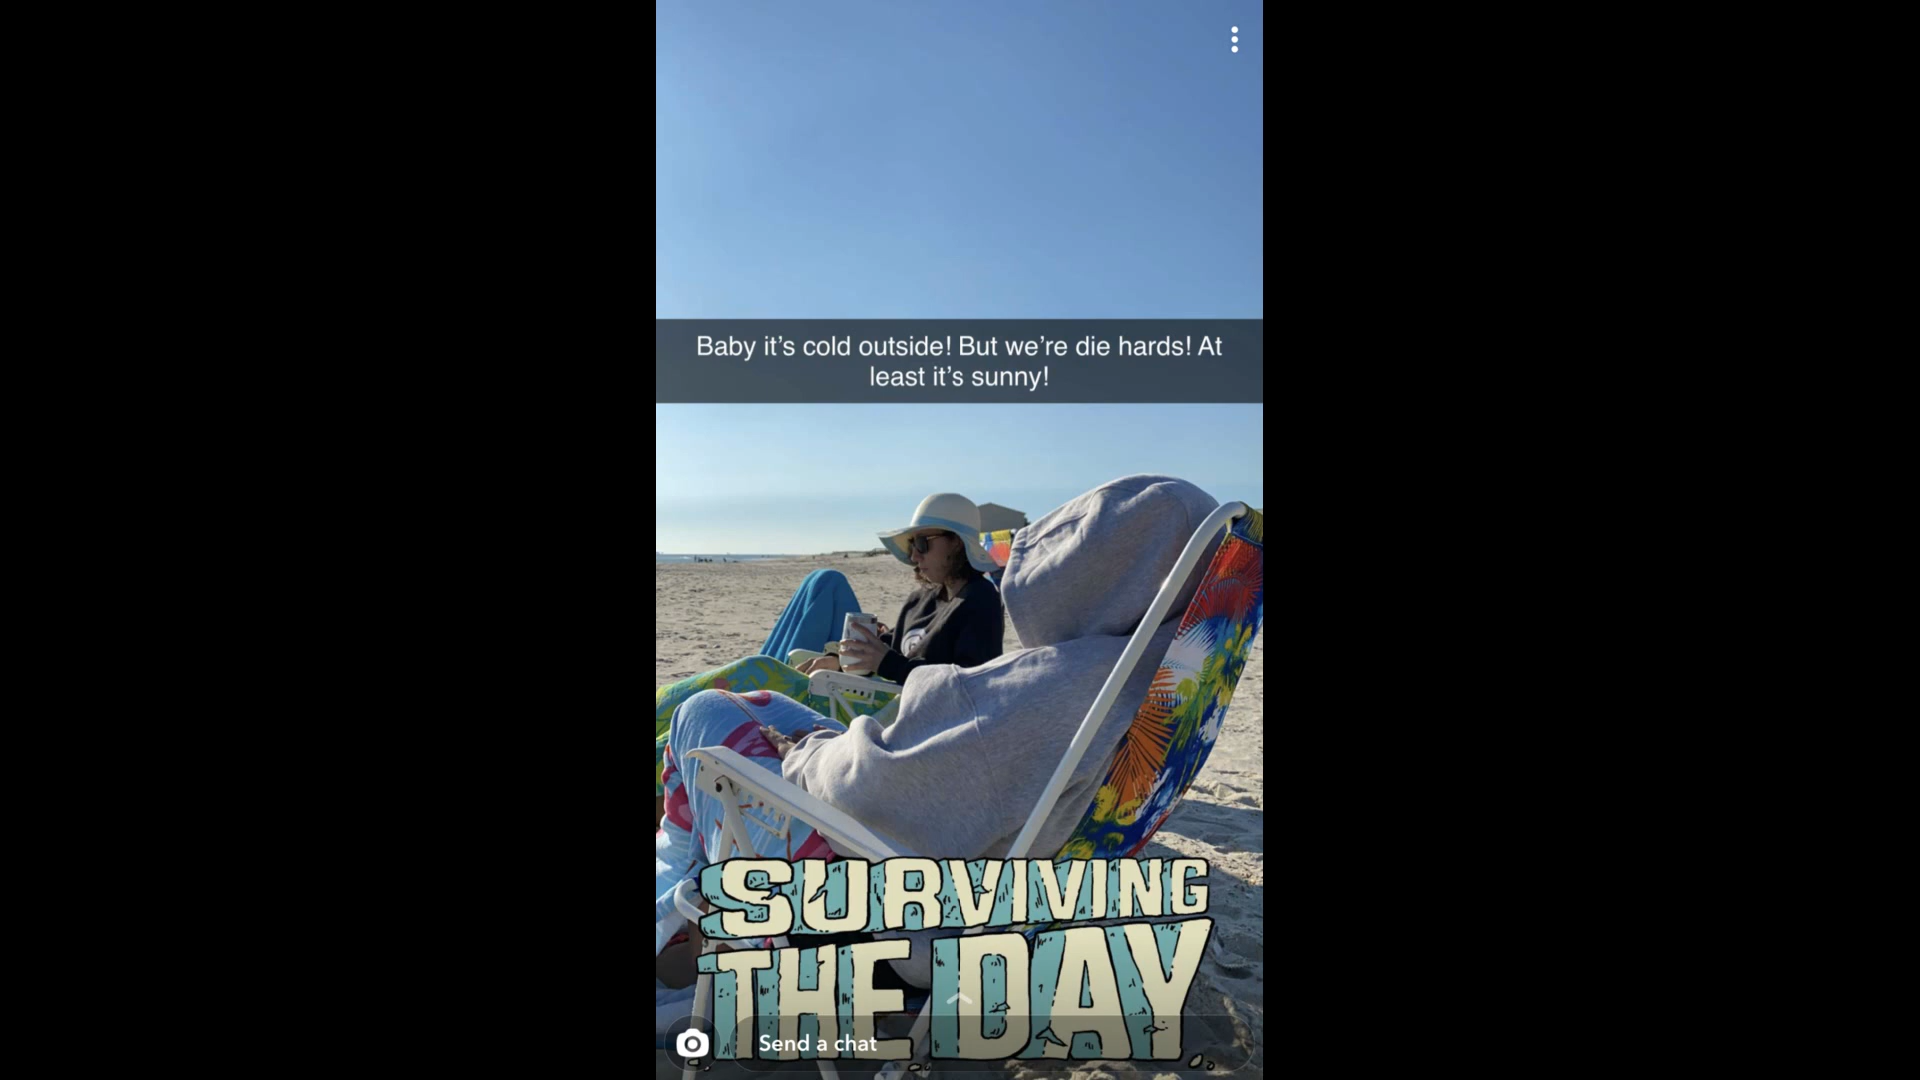 Baby it’s cold outside! But we’re die hards! At
least it’s sunny!
SURVIVING
THE DAY
Send a chat